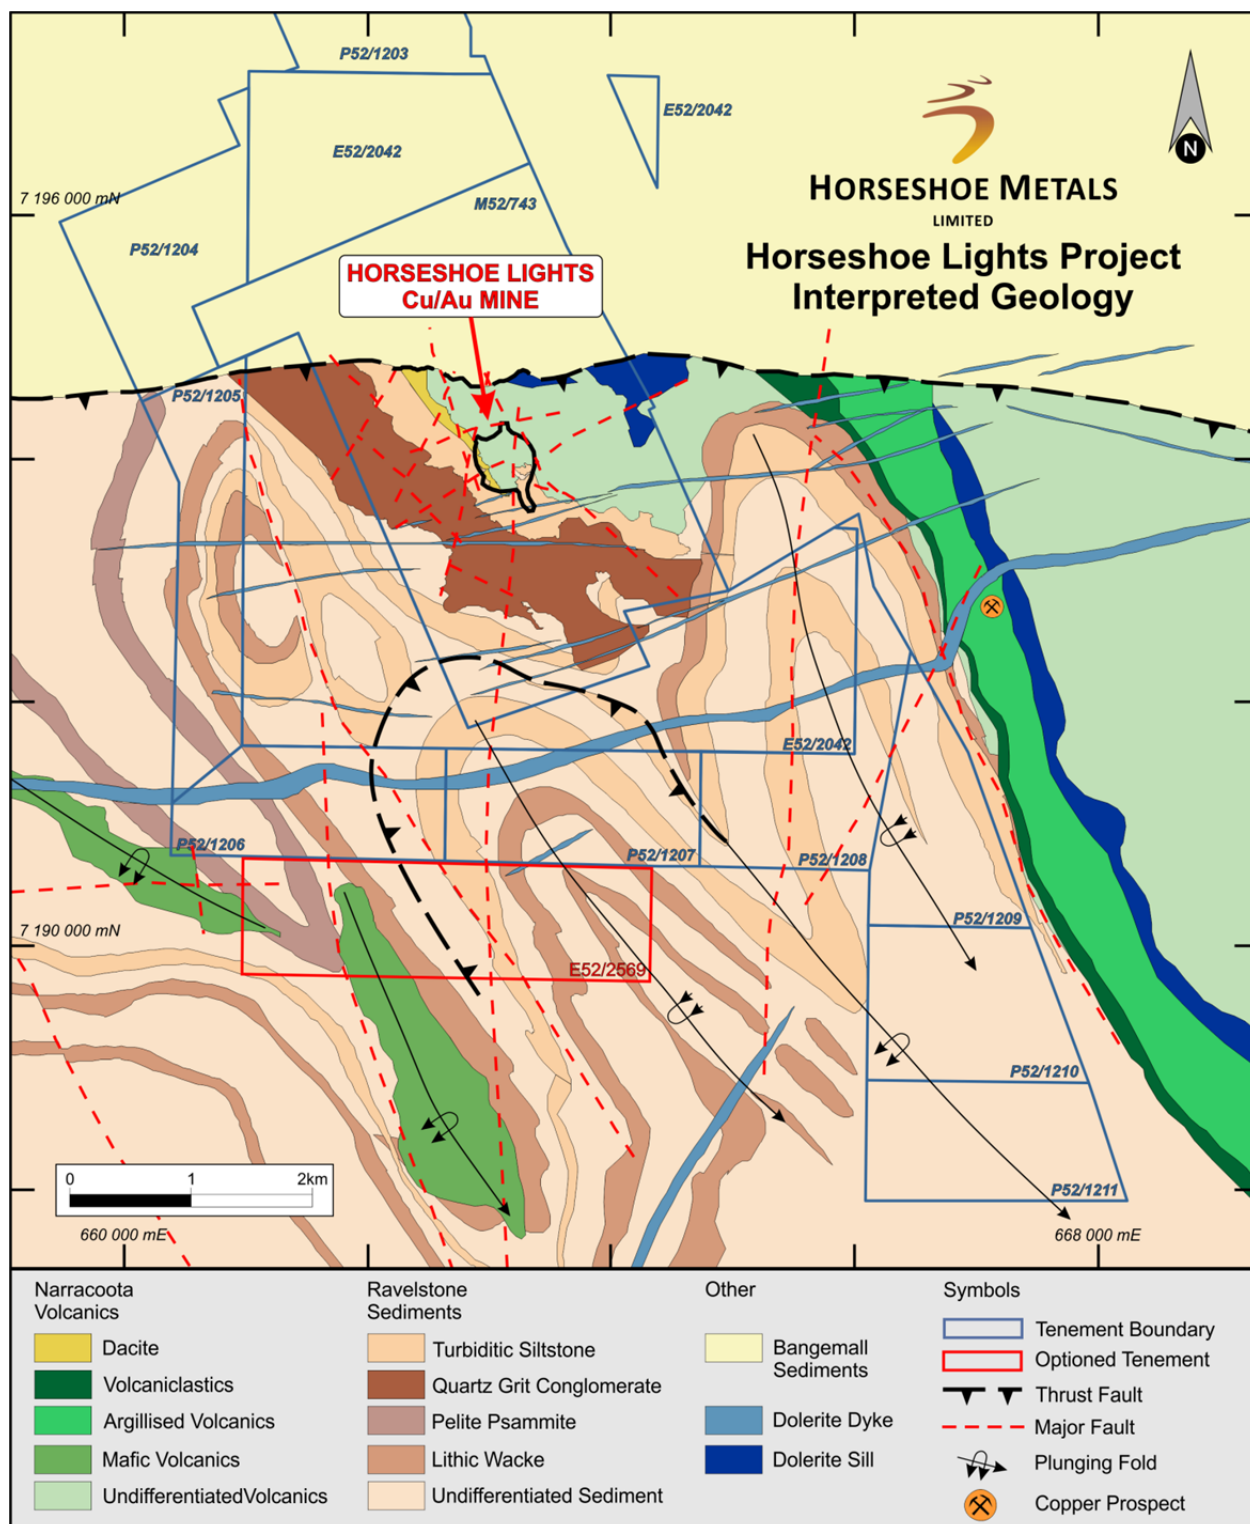 P52/1203
E52/2042
E52/2042
N
7 196 000 mN
M52/743
P52/1204
HORSESHOE METALS
LIMITED
Horseshoe Lights Project
Interpreted Geology
HORSESHOE LIGHTS
Cu/Au MINE
P52/1205
E52/2042
P52/1206
P52/1207
P52/1208
P52/1209
7 190 000 mN
E52/2569
P52/1210
0 1 2km
P52/1211
660 000 mE
668 000 mE
Narracoota
Volcanics
Dacite
Volcaniclastics
Argillised Volcanics
Mafic Volcanics
UndifferentiatedVolcanics
Ravelstone
Sediments
Turbiditic Siltstone
Quartz Grit Conglomerate
Pelite Psammite
Lithic Wacke
Undifferentiated Sediment
Other
Bangemall
Sediments
Dolerite Dyke
Dolerite Sill
Symbols
Tenement Boundary
Optioned Tenement
Thrust Fault
Major Fault
Plunging Fold
Copper Prospect